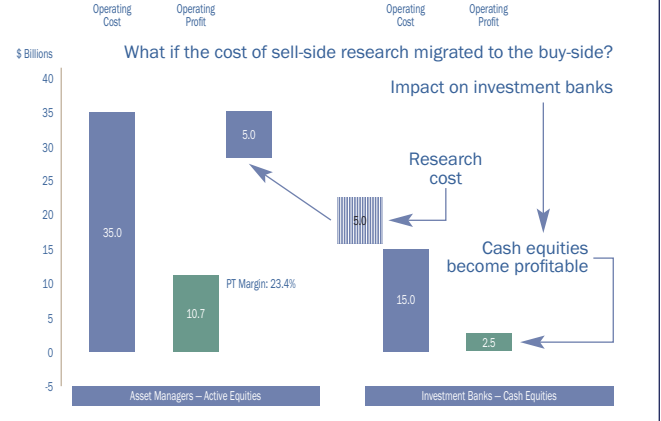 Operating Cost
Operating Profit
Operating Cost
Operating Profit
$ Billions
What if the cost of sell-side research migrated to the buy-side?
40
35
30
25
20
15
10
5
0
-5
Impact on investment banks
5.0
Research
cost
5.0
35.0
Cash equities
become profitable
PT Margin: 23.4%
10.7
15.0
2.5
Asset Managers – Active Equities
Investment Banks – Cash Equities